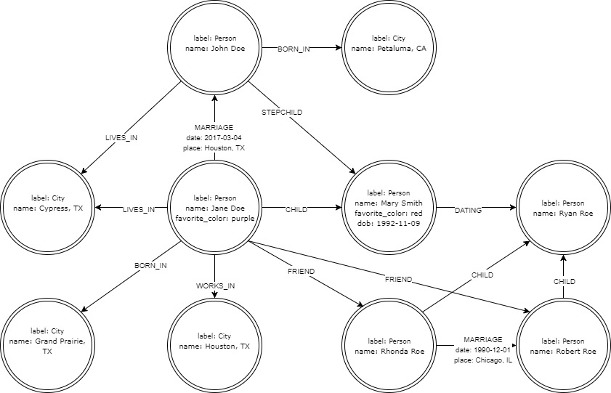 label: Person
name: John Doe
BORN_IN
label: City
name: Petaluma, CA
LIVES_IN
MARRIAGE
date: 2017-03-04
place: Houston, TX
STEPCHILD
label: City
name: Cypress, TX
LIVES_IN
label: Person
name: Jane Doe
favorite_color: purple
CHILD
label: Person
name: Mary Smith
favorite_color: red
dob: 1992-11-09
DATING
label: Person
name: Ryan Roe
BORN_IN
WORKS_IN
FRIEND
FRIEND
CHILD
CHILD
label: City
name: Grand Prairie,
TX
label: City
name: Houston, TX
label: Person
name: Rhonda Roe
MARRIAGE
date: 1990-12-01
place: Chicago, IL
label: Person
name: Robert Roe